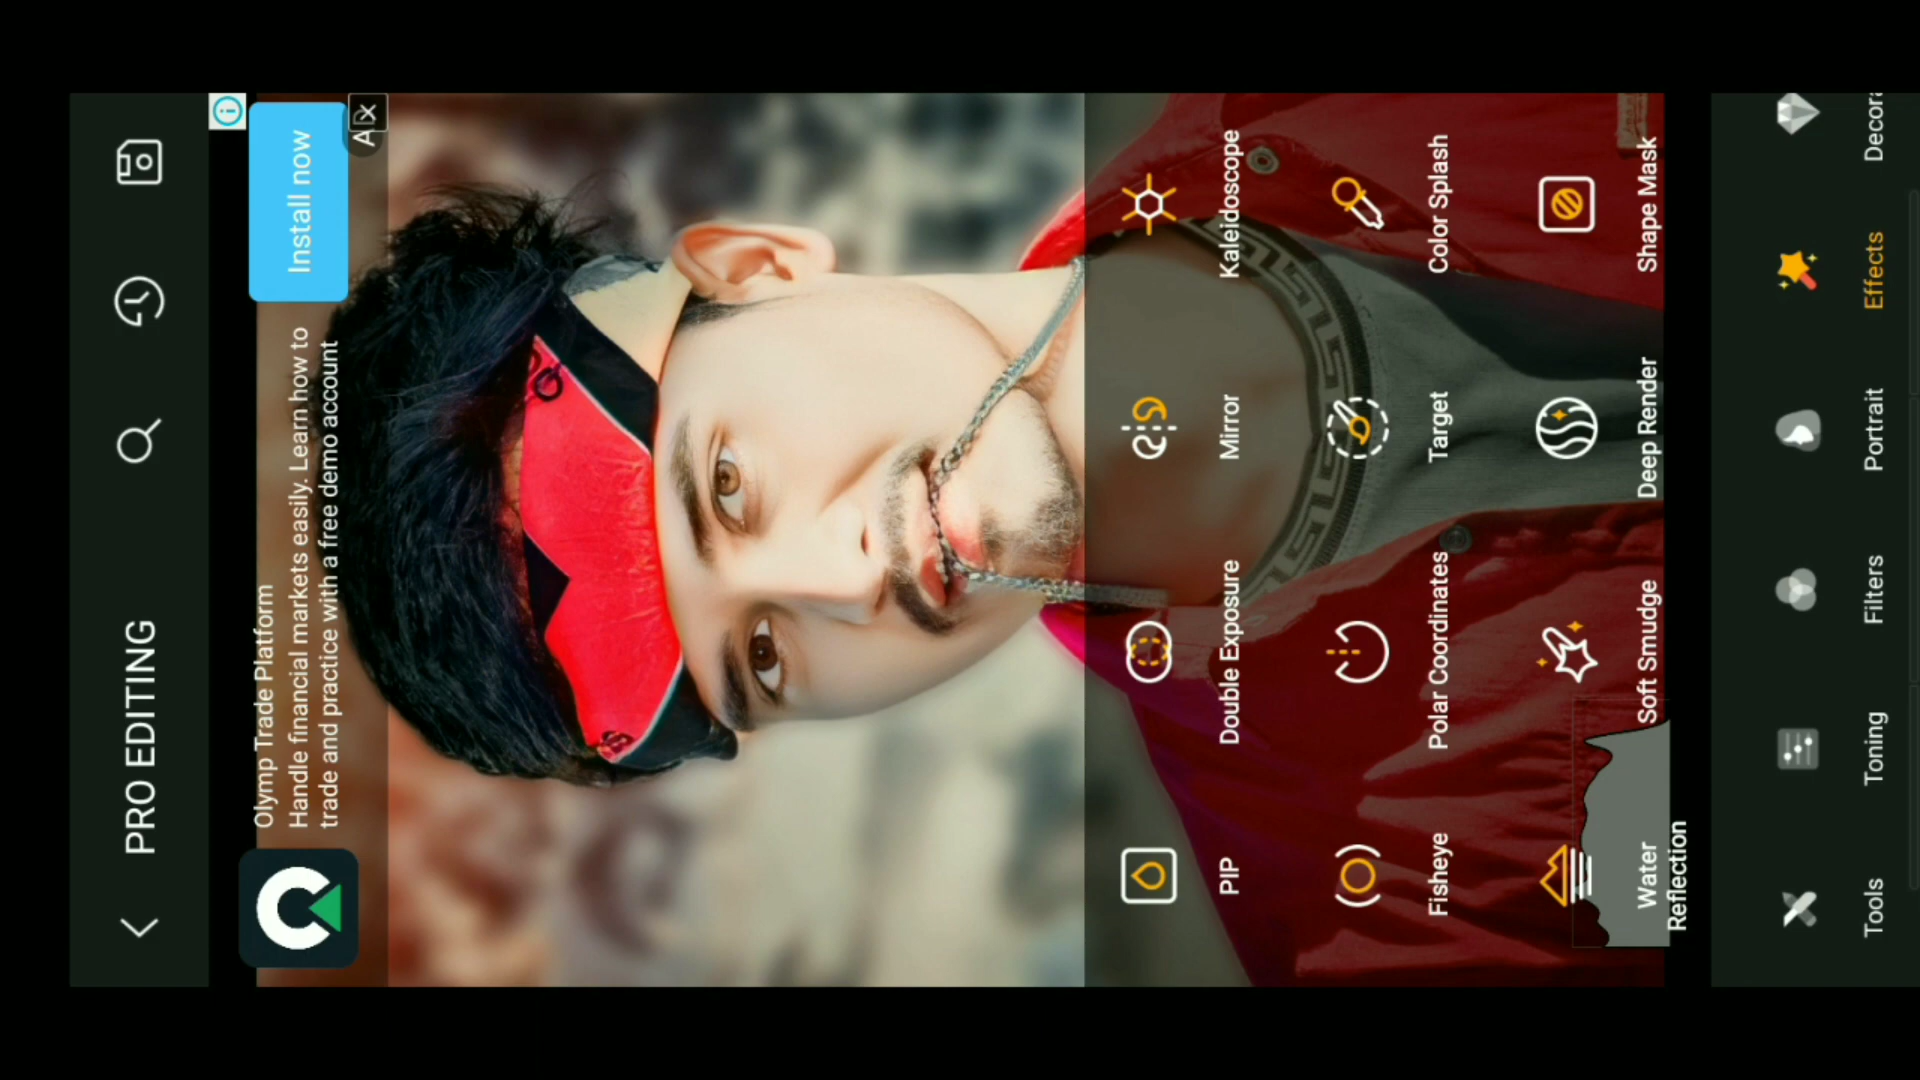 PRO EDITING
Olymp Trade Platform
Handle financial markets easily. Learn how to
trade and practice with a free demo account
Install now
PIP
Double Exposure
Mirror
Kaleidoscope
Fisheye
Polar Coordinates
Target
Color Splash
Water
Reflection
Soft Smudge
Deep Render
Shape Mask
Tools
Toning
Filters
Portrait
Effects
Decor